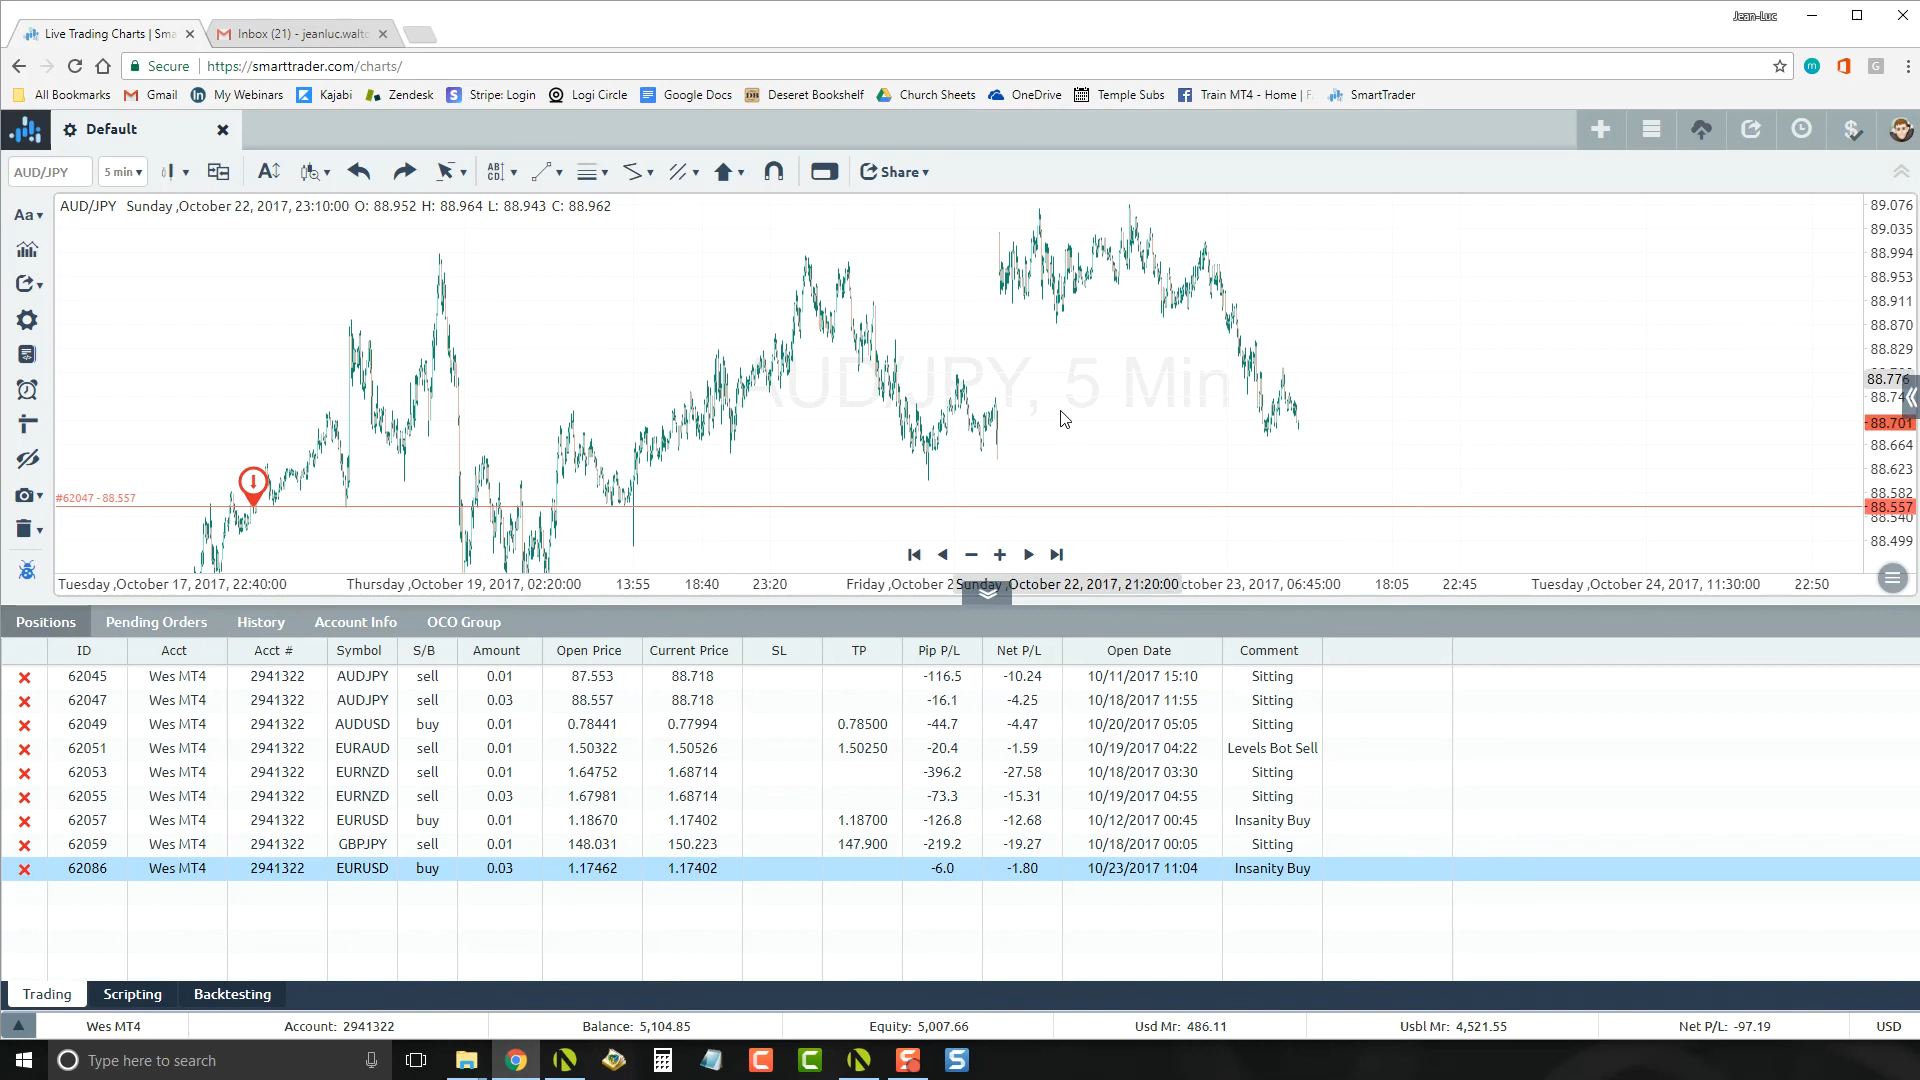 Jean-Luc
Live Trading Charts | Sma
Inbox (21) - jeanluc.waltc
Secure https://smarttrader.com/charts/
All Bookmarks Gmail My Webinars Kajabi Zendesk Stripe: Login Logi Circle Google Docs Deseret Bookshelf Church Sheets OneDrive Temple Subs Train MT4 - Home | F SmartTrader
Default
AUD/JPY 5 min Share
Aa
AUD/JPY Sunday ,October 22, 2017, 23:10:00 O: 88.952 H: 88.964 L: 88.943 C: 88.962
AUD/JPY, 5 Min
89.076
89.035
88.994
88.953
88.911
88.870
88.829
88.776
88.74
88.701
88.664
88.623
88.582
88.557
88.540
88.499
#62047 - 88.557
Tuesday ,October 17, 2017, 22:40:00 Thursday ,October 19, 2017, 02:20:00 13:55 18:40 23:20 Friday ,October 2 Sunday ,October 22, 2017, 21:20:00 ctober 23, 2017, 06:45:00 18:05 22:45 Tuesday ,October 24, 2017, 11:30:00 22:50
Positions Pending Orders History Account Info OCO Group
ID Acct Acct # Symbol S/B Amount Open Price Current Price SL TP Pip P/L Net P/L Open Date Comment
62045 Wes MT4 2941322 AUDJPY sell 0.01 87.553 88.718 -116.5 -10.24 10/11/2017 15:10 Sitting
62047 Wes MT4 2941322 AUDJPY sell 0.03 88.557 88.718 -16.1 -4.25 10/18/2017 11:55 Sitting
62049 Wes MT4 2941322 AUDUSD buy 0.01 0.78441 0.77994 0.78500 -44.7 -4.47 10/20/2017 05:05 Sitting
62051 Wes MT4 2941322 EURAUD sell 0.01 1.50322 1.50526 1.50250 -20.4 -1.59 10/19/2017 04:22 Levels Bot Sell
62053 Wes MT4 2941322 EURNZD sell 0.01 1.64752 1.68714 -396.2 -27.58 10/18/2017 03:30 Sitting
62055 Wes MT4 2941322 EURNZD sell 0.03 1.67981 1.68714 -73.3 -15.31 10/19/2017 04:55 Sitting
62057 Wes MT4 2941322 EURUSD buy 0.01 1.18670 1.17402 1.18700 -126.8 -12.68 10/12/2017 00:45 Insanity Buy
62059 Wes MT4 2941322 GBPJPY sell 0.01 148.031 150.223 147.900 -219.2 -19.27 10/18/2017 00:05 Sitting
62086 Wes MT4 2941322 EURUSD buy 0.03 1.17462 1.17402 -6.0 -1.80 10/23/2017 11:04 Insanity Buy
Trading Scripting Backtesting
Wes MT4 Account: 2941322 Balance: 5,104.85 Equity: 5,007.66 Usd Mr: 486.11 Usbl Mr: 4,521.55 Net P/L: -97.19 USD
Type here to search